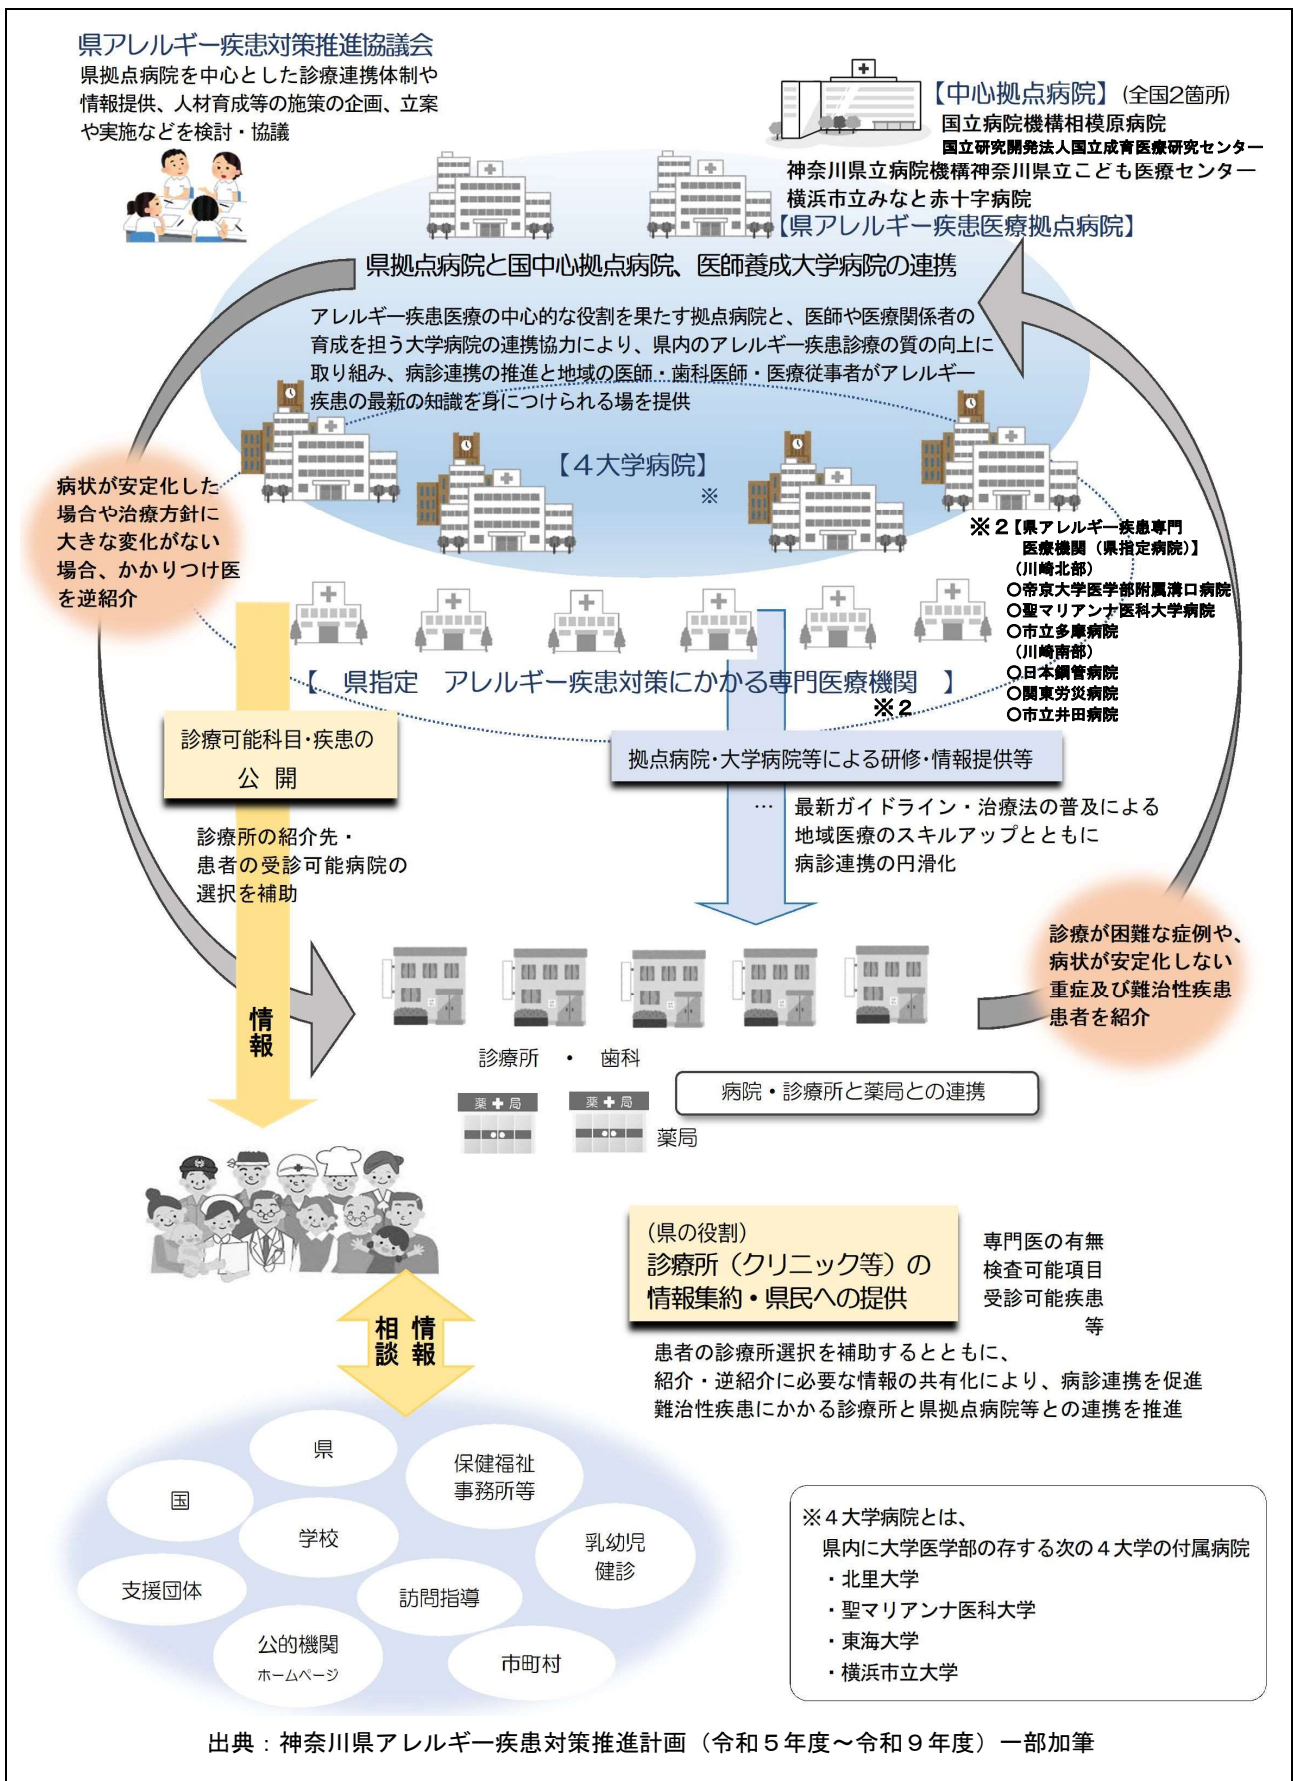 県アレルギー疾患対策推進協議会
県拠点病院を中心とした診療連携体制や
情報提供、人材育成等の施策の企画、立案
や実施などを検討・協議
【中心拠点病院】(全国2箇所)
国立病院機構相模原病院
国立研究開発法人国立成育医療研究センター
神奈川県立病院機構神奈川県立こども医療センター
横浜市立みなと赤十字病院
【県アレルギー疾患医療拠点病院】
県拠点病院と国中心拠点病院、医師養成大学病院の連携
アレルギー疾患医療の中心的な役割を果たす拠点病院と、医師や医療関係者の
育成を担う大学病院の連携協力により、県内のアレルギー疾患診療の質の向上に
取り組み、病診連携の推進と地域の医師・歯科医師・医療従事者がアレルギー
疾患の最新の知識を身につけられる場を提供
【4大学病院】
※
病状が安定化した
場合や治療方針に
大きな変化がない
場合、かかりつけ医
を逆紹介
※2【県アレルギー疾患専門
医療機関（県指定病院）】
（川崎北部）
○帝京大学医学部附属溝口病院
○聖マリアンナ医科大学病院
○市立多摩病院
（川崎南部）
○日本鋼管病院
○関東労災病院
○市立井田病院
【　県指定　アレルギー疾患対策にかかる専門医療機関　】
※2
診療可能科目・疾患の
公 開
拠点病院・大学病院等による研修・情報提供等
診療所の紹介先・
患者の受診可能病院の
選択を補助
… 最新ガイドライン・治療法の普及による
地域医療のスキルアップとともに
病診連携の円滑化
診療が困難な症例や、
病状が安定化しない
重症及び難治性疾患
患者を紹介
情報
診療所　・　歯科
薬✚局
薬✚局
薬局
病院・診療所と薬局との連携
(県の役割)
診療所（クリニック等）の
情報集約・県民への提供
専門医の有無
検査可能項目
受診可能疾患
等
患者の診療所選択を補助するとともに、
紹介・逆紹介に必要な情報の共有化により、病診連携を促進
難治性疾患にかかる診療所と県拠点病院等との連携を推進
情報
相談
県
保健福祉
事務所等
国
学校
乳幼児
健診
支援団体
訪問指導
公的機関
ホームページ
市町村
※4大学病院とは、
県内に大学医学部の存する次の4大学の付属病院
・北里大学
・聖マリアンナ医科大学
・東海大学
・横浜市立大学
出典：神奈川県アレルギー疾患対策推進計画（令和５年度～令和９年度）一部加筆